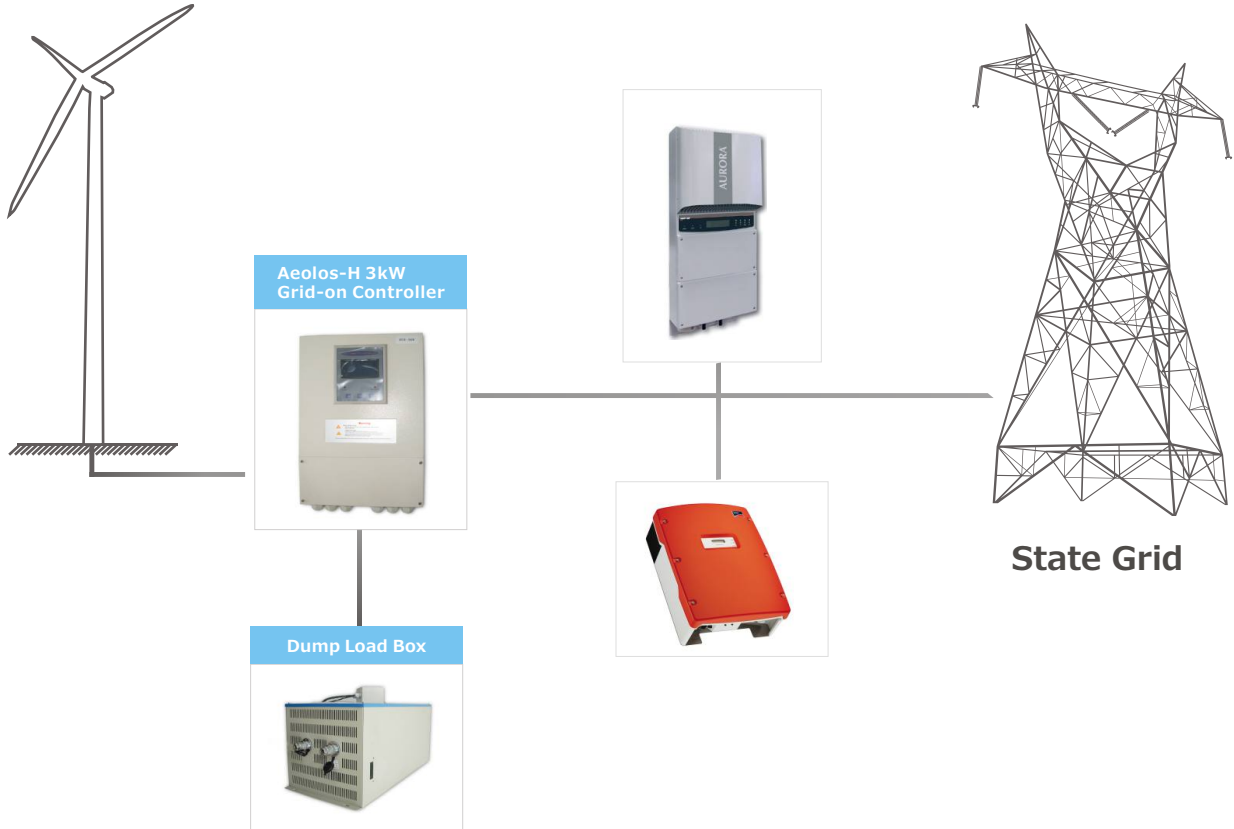 Aeolos-H 3kW
Grid-on Controller
AURORA
State Grid
Dump Load Box